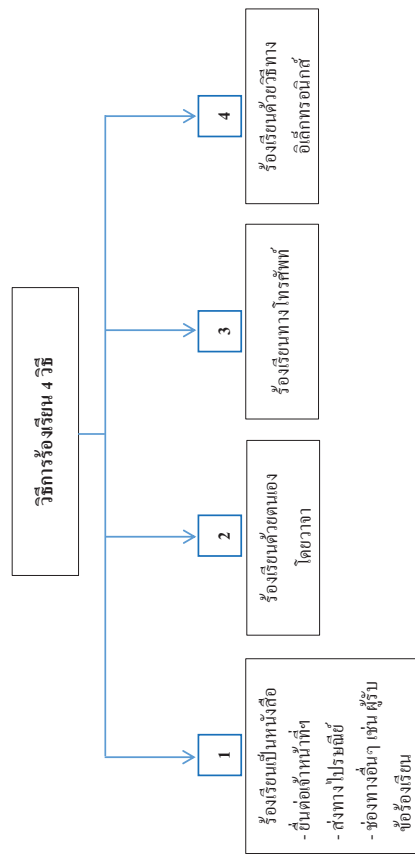 วิธีการร้องเรียน 4 วิธี
1
ร้องเรียนเป็นหนังสือ
- ยื่นต่อเจ้าหน้าที่ฯ
- ส่งทางไปรษณีย์
- ช่องทางอื่นๆ เช่น ผู้รับ
ข้อร้องเรียน
2
ร้องเรียนด้วยตนเอง
โดยวาจา
3
ร้องเรียนทางโทรศัพท์
4
ร้องเรียนด้วยวิธีทาง
อิเล็กทรอนิกส์